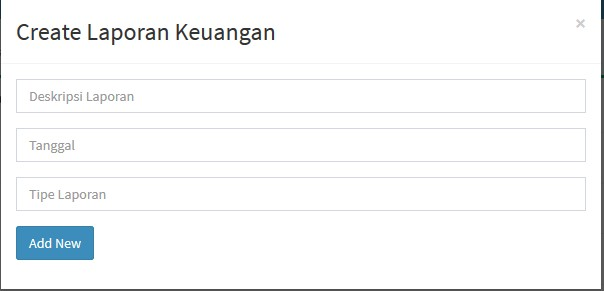 Create Laporan Keuangan
×
Deskripsi Laporan
Tanggal
Tipe Laporan
Add New